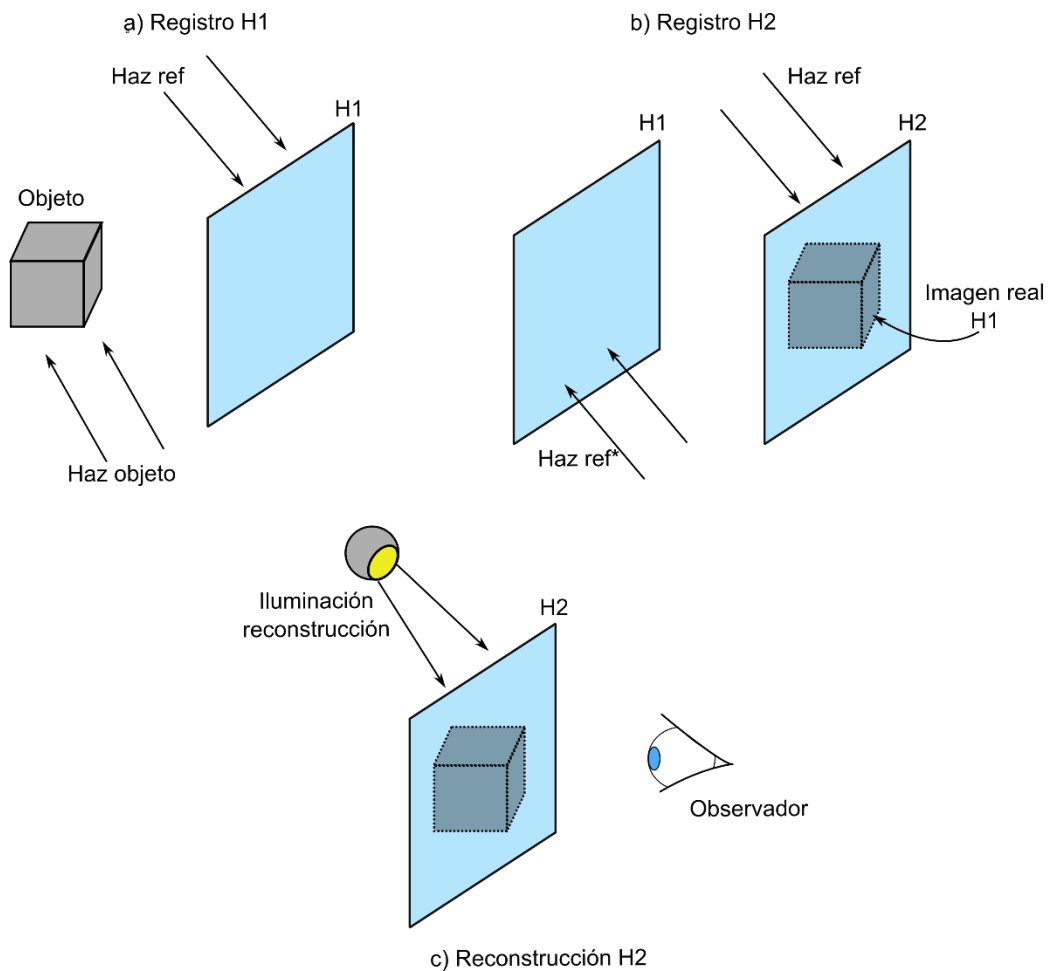 a) Registro H1
Haz ref
H1
Objeto
Haz objeto
b) Registro H2
Haz ref
H1
H2
Imagen real
H1
Haz ref*
Iluminación
reconstrucción
H2
Observador
c) Reconstrucción H2